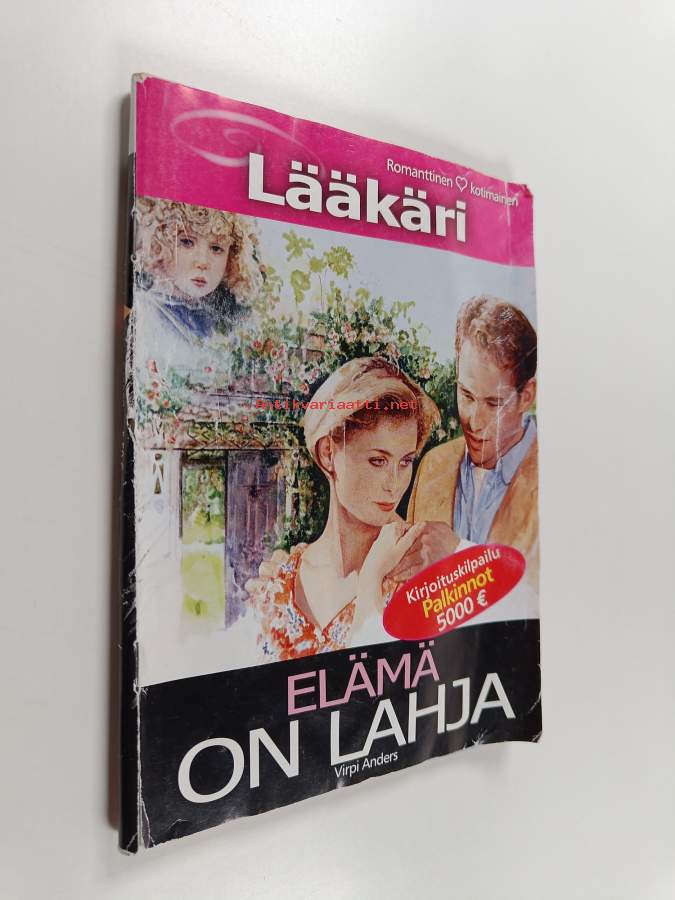 Romanttinen ♡ kotimainen
Lääkäri
Antikvariaatti.net
Kirjoituskilpailu
Palkinnot
5000 €
ELÄMÄ
ON LAHJA
Virpi Anders